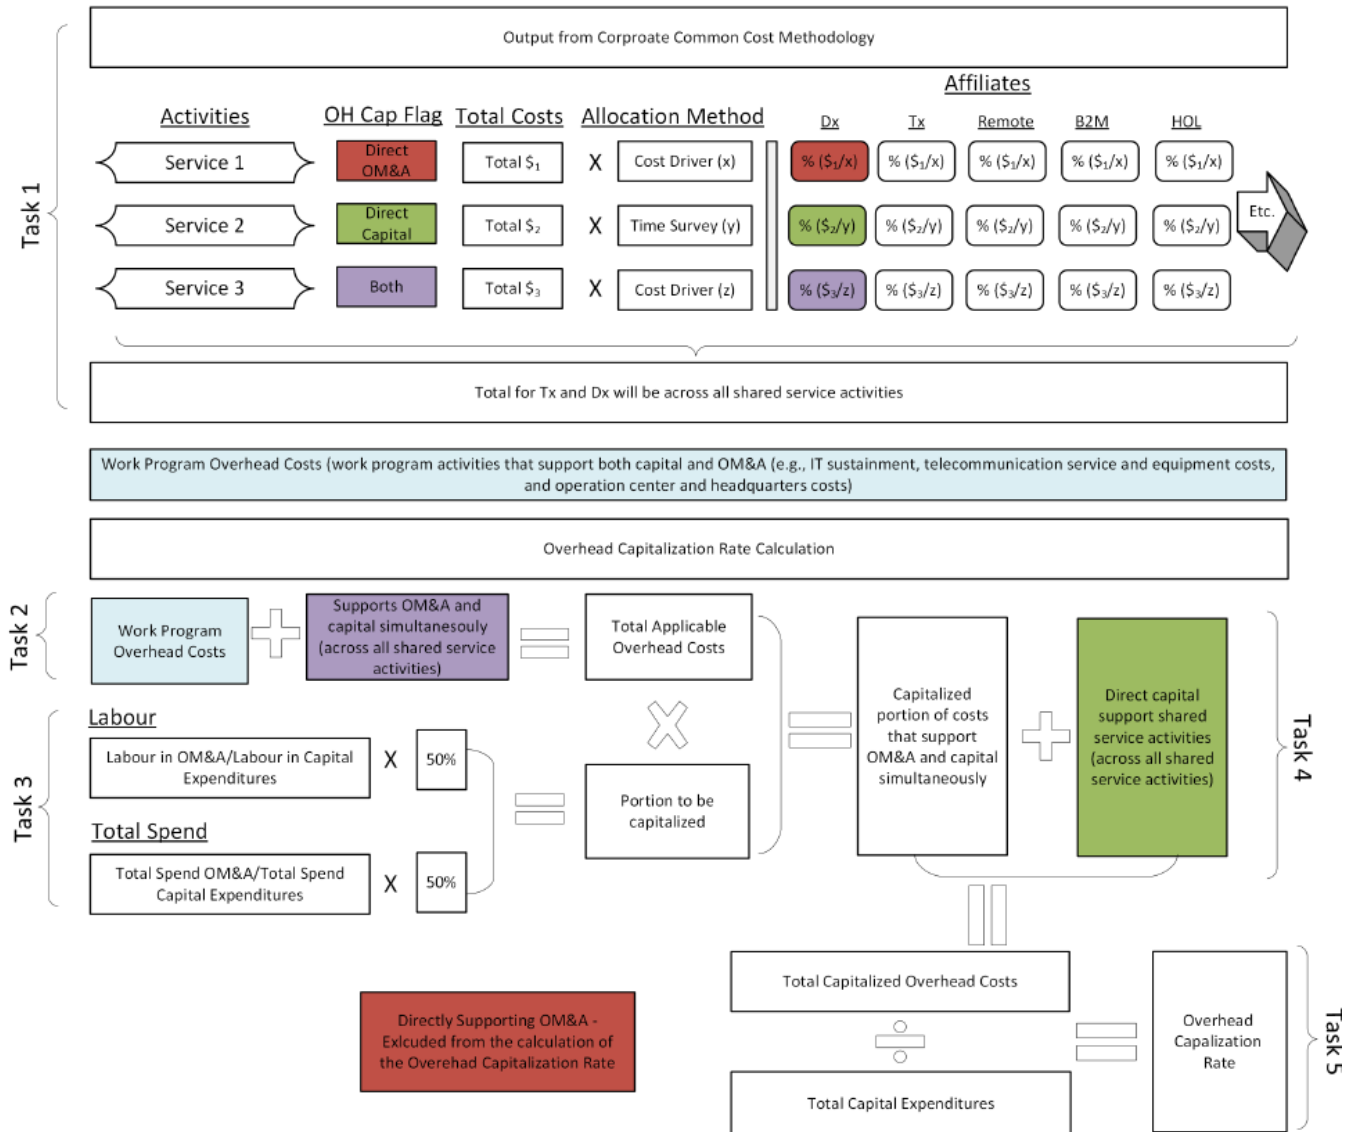 Output from Corproate Common Cost Methodology
Task 1
Affiliates
Activities OH Cap Flag Total Costs Allocation Method Dx Tx Remote B2M HOL
Service 1 Direct OM&A Total $₁ X Cost Driver (x) % ($₁/x) % ($₁/x) % ($₁/x) % ($₁/x) % ($₁/x)
Service 2 Direct Capital Total $₂ X Time Survey (y) % ($₂/y) % ($₂/y) % ($₂/y) % ($₂/y) % ($₂/y)
Etc.
Service 3 Both Total $₃ X Cost Driver (z) % ($₃/z) % ($₃/z) % ($₃/z) % ($₃/z) % ($₃/z)
Total for Tx and Dx will be across all shared service activities
Work Program Overhead Costs (work program activities that support both capital and OM&A (e.g., IT sustainment, telecommunication service and equipment costs,
and operation center and headquarters costs)
Overhead Capitalization Rate Calculation
Task 2
Work Program
Overhead Costs
Supports OM&A and
capital simultanesouly
(across all shared service
activities)
Total Applicable
Overhead Costs
Task 3
Labour
Labour in OM&A/Labour in Capital
Expenditures
X
50%
Total Spend
Total Spend OM&A/Total Spend
Capital Expenditures
X
50%
Portion to be
capitalized
Capitalized
portion of costs
that support
OM&A and capital
simultaneously
Direct capital
support shared
service activities
(across all shared
service activities)
Task 4
Directly Supporting OM&A -
Exlcuded from the calculation of
the Overehad Capitalization Rate
Total Capitalized Overhead Costs
Total Capital Expenditures
Overhead
Capalization
Rate
Task 5